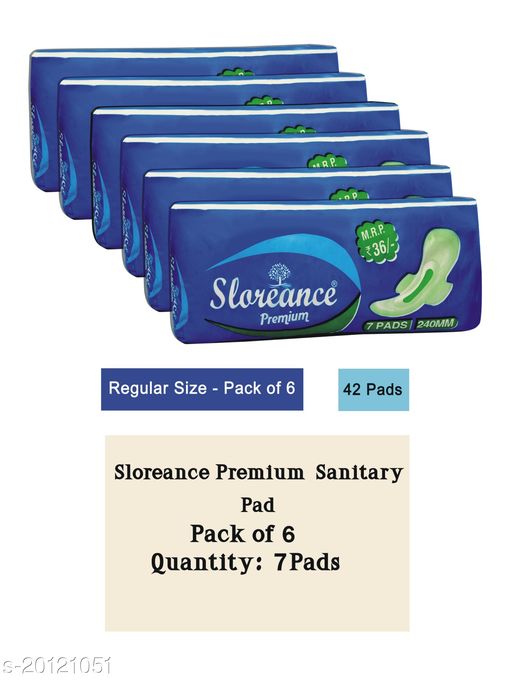 M.R.P.
₹36/-
Sloreance®
Premium
7 PADS | 240MM
Regular Size - Pack of 6
42 Pads
Sloreance Premium Sanitary
Pad
Pack of 6
Quantity: 7Pads
s-20121051